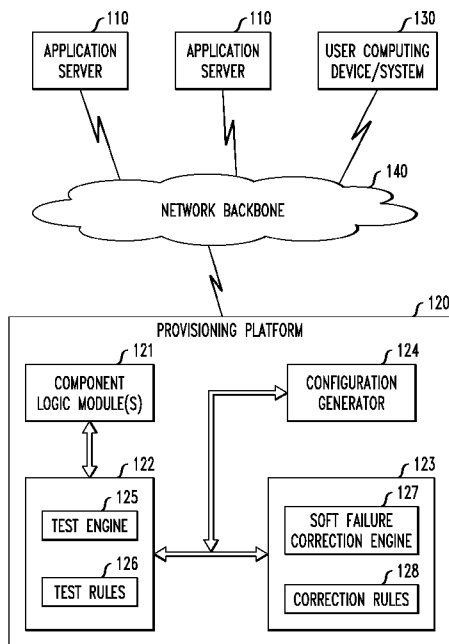 110
APPLICATION
SERVER
110
APPLICATION
SERVER
130
USER COMPUTING
DEVICE/SYSTEM
140
NETWORK BACKBONE
120
PROVISIONING PLATFORM
121
COMPONENT
LOGIC MODULE(S)
124
CONFIGURATION
GENERATOR
122
125
TEST ENGINE
126
TEST RULES
123
127
SOFT FAILURE
CORRECTION ENGINE
128
CORRECTION RULES